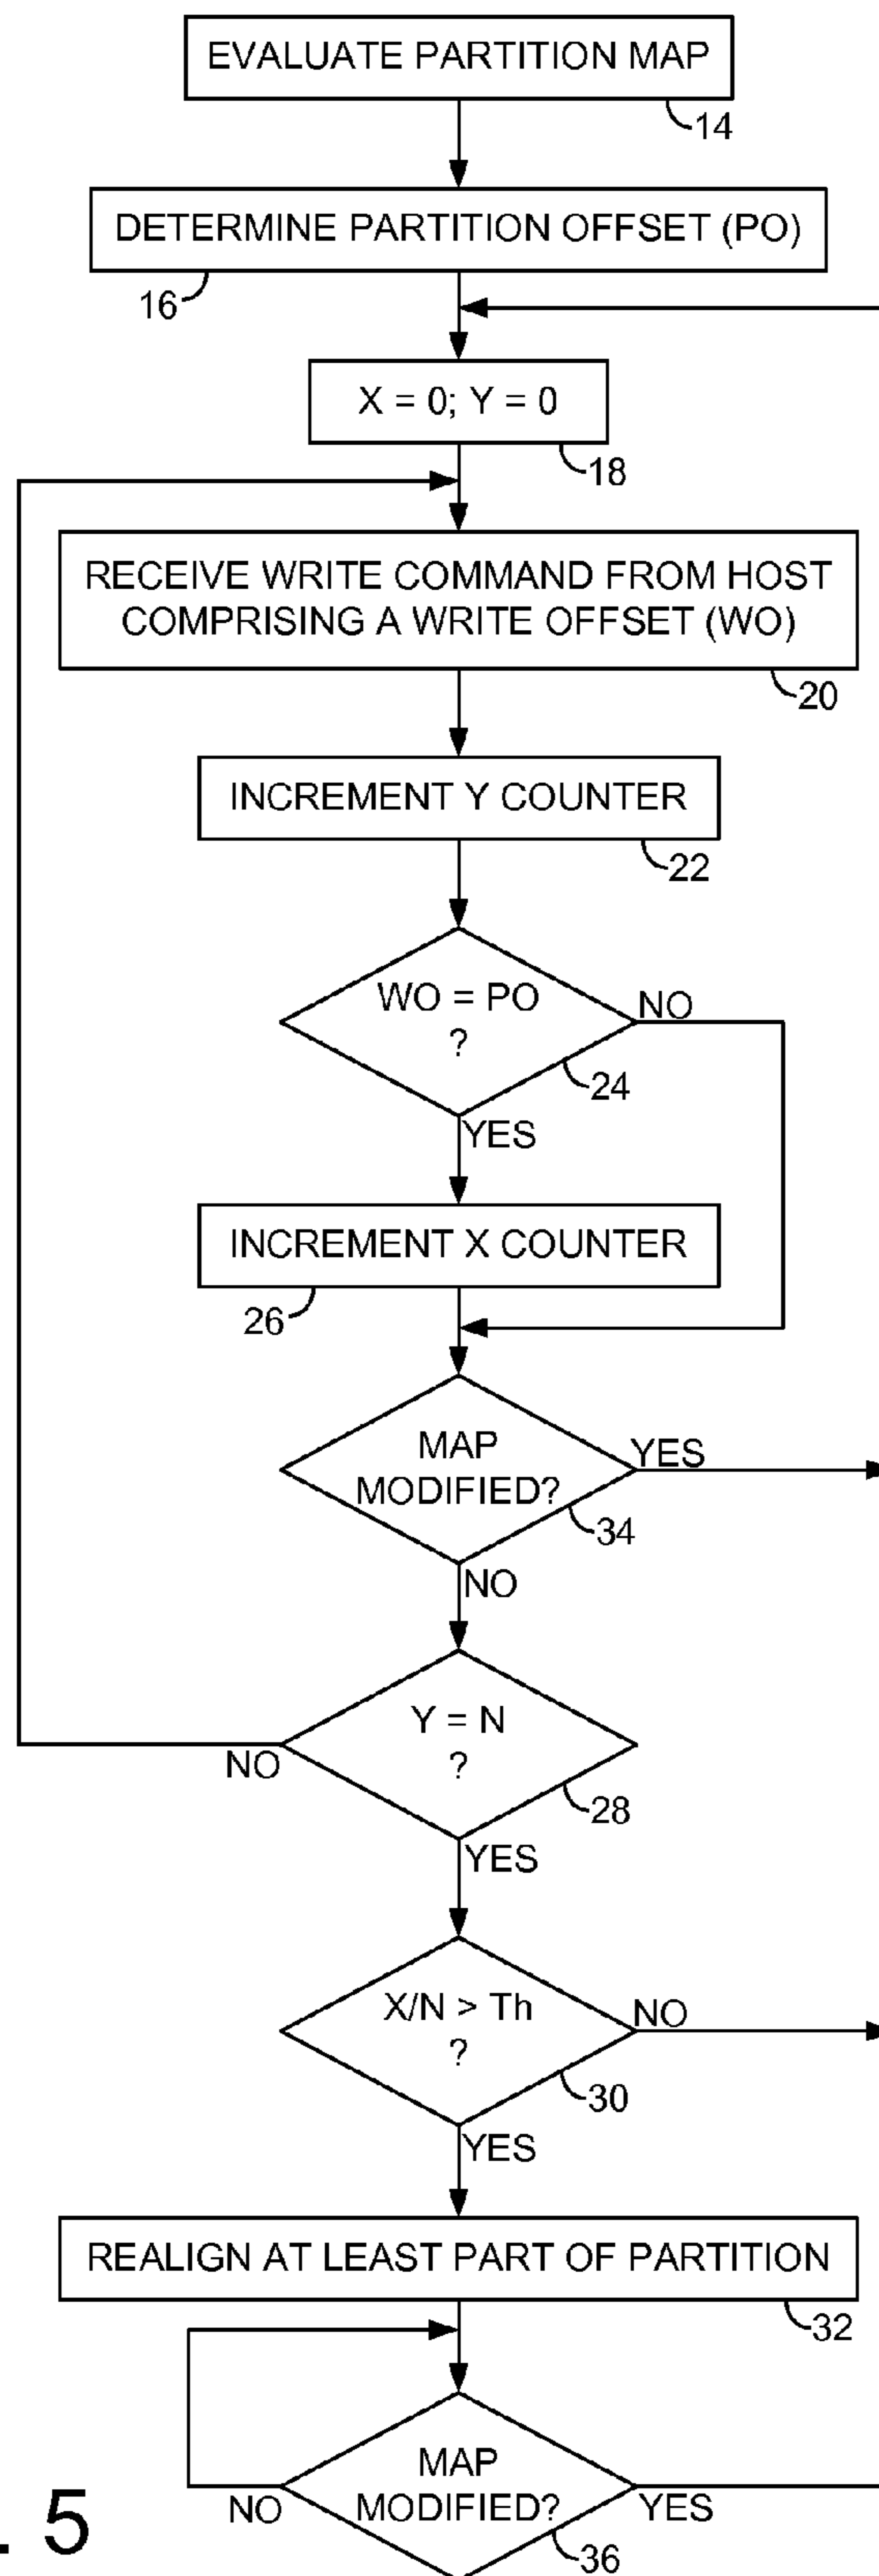 EVALUATE PARTITION MAP
14
DETERMINE PARTITION OFFSET (PO)
16
X = 0; Y = 0
18
RECEIVE WRITE COMMAND FROM HOST
COMPRISING A WRITE OFFSET (WO)
20
INCREMENT Y COUNTER
22
WO = PO
?
NO
24
YES
INCREMENT X COUNTER
26
MAP
MODIFIED?
YES
34
NO
Y = N
?
NO
28
YES
X/N > Th
?
NO
30
YES
REALIGN AT LEAST PART OF PARTITION
32
MAP
MODIFIED?
NO
YES
36
. 5